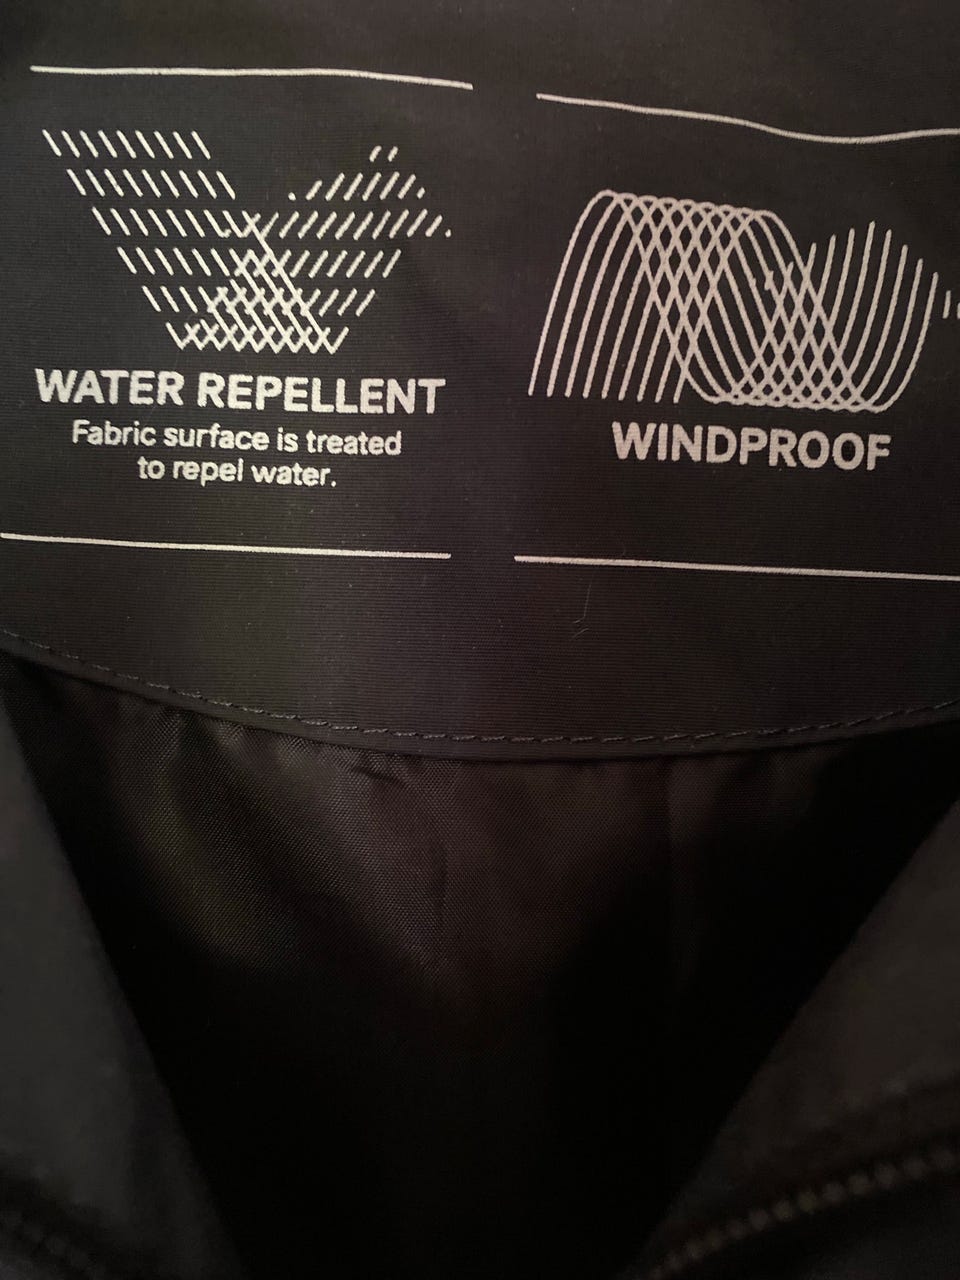 WATER REPELLENT
Fabric surface is treated
to repel water.
WINDPROOF